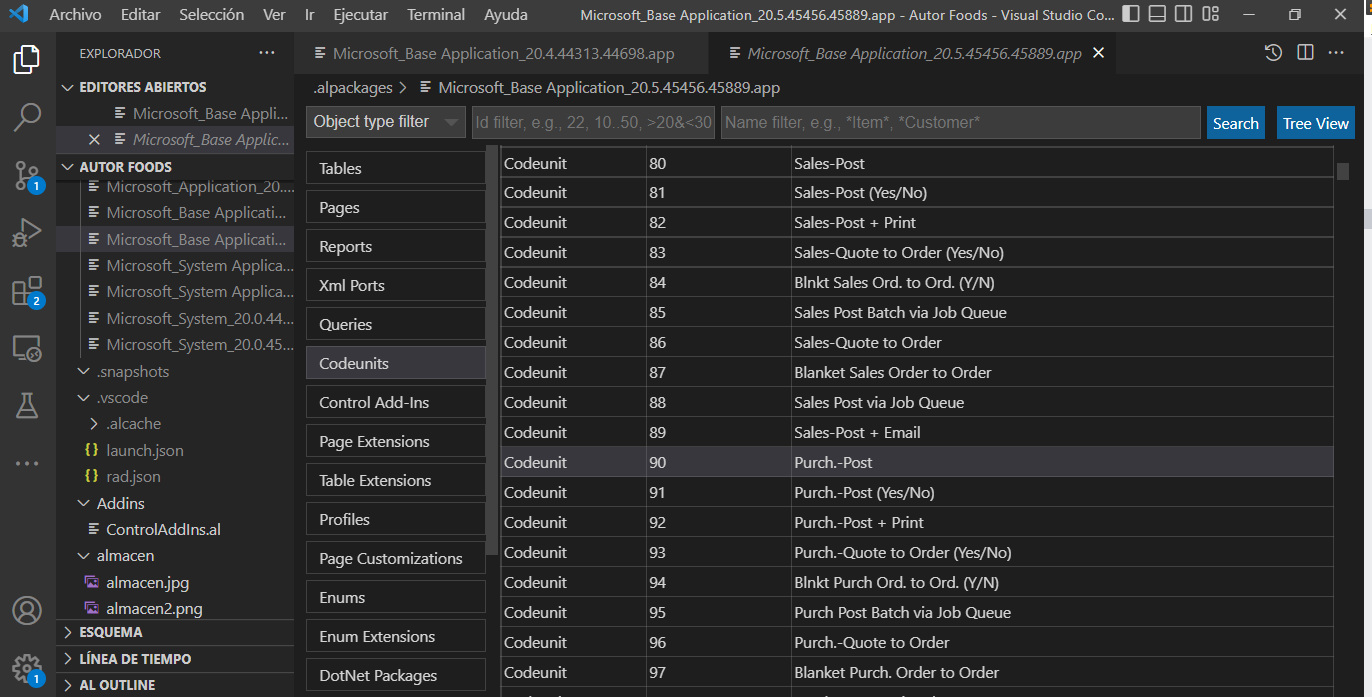 Archivo Editar Selección Ver Ir Ejecutar Terminal Ayuda Microsoft_Base Application_20.5.45456.45889.app - Autor Foods - Visual Studio Co...
EXPLORADOR ...
EDITORES ABIERTOS
Microsoft_Base Appli...
Microsoft_Base Applic...
AUTOR FOODS
Microsoft_Application_20....
Microsoft_Base Applicati...
Microsoft_Base Applicati...
Microsoft_System Applica...
Microsoft_System Applica...
Microsoft_System_20.0.44...
Microsoft_System_20.0.45...
.snapshots
.vscode
.alcache
{} launch.json
{} rad.json
Addins
ControlAddIns.al
almacen
almacen.jpg
almacen2.png
ESQUEMA
LÍNEA DE TIEMPO
AL OUTLINE
1
2
1
Microsoft_Base Application_20.4.44313.44698.app
Microsoft_Base Application_20.5.45456.45889.app
.alpackages > Microsoft_Base Application_20.5.45456.45889.app
Object type filter Id filter, e.g., 22, 10..50, >20&<30 Name filter, e.g., *Item*, *Customer* Search Tree View
Tables
Pages
Reports
Xml Ports
Queries
Codeunits
Control Add-Ins
Page Extensions
Table Extensions
Profiles
Page Customizations
Enums
Enum Extensions
DotNet Packages
Codeunit 80 Sales-Post
Codeunit 81 Sales-Post (Yes/No)
Codeunit 82 Sales-Post + Print
Codeunit 83 Sales-Quote to Order (Yes/No)
Codeunit 84 Blnkt Sales Ord. to Ord. (Y/N)
Codeunit 85 Sales Post Batch via Job Queue
Codeunit 86 Sales-Quote to Order
Codeunit 87 Blanket Sales Order to Order
Codeunit 88 Sales Post via Job Queue
Codeunit 89 Sales-Post + Email
Codeunit 90 Purch.-Post
Codeunit 91 Purch.-Post (Yes/No)
Codeunit 92 Purch.-Post + Print
Codeunit 93 Purch.-Quote to Order (Yes/No)
Codeunit 94 Blnkt Purch Ord. to Ord. (Y/N)
Codeunit 95 Purch Post Batch via Job Queue
Codeunit 96 Purch.-Quote to Order
Codeunit 97 Blanket Purch. Order to Order